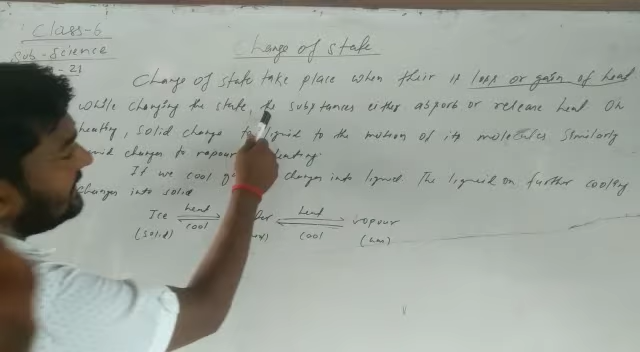 Class-6
Sub-Science
- 21
Change of state
Change of state take place when their is loss or gain of heat
while changing the state, the substances either absorb or release heat On
heating, solid change to liquid to the motion of its molecules Similarly
changes to vapour heating.
If we cool changes into liquid The liquid on further cooling
changes into solid
Ice heat cool heat cool vapour
(Solid) (Gas)